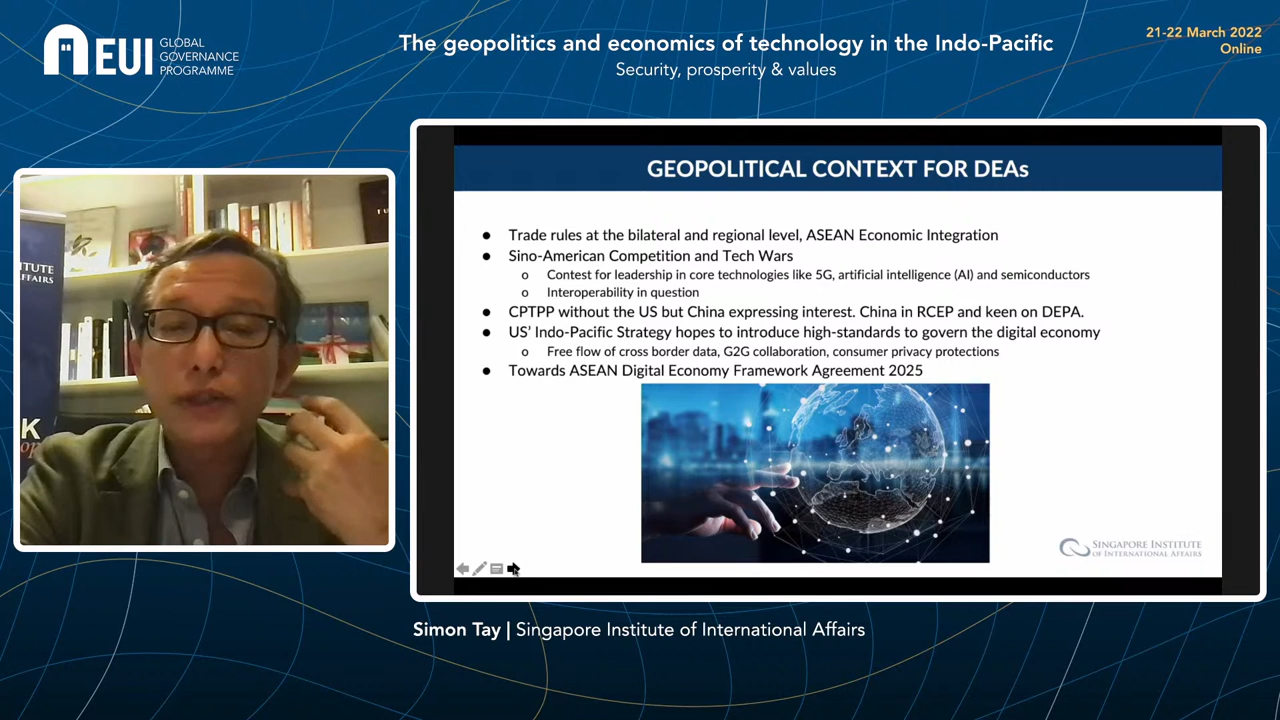 EUI
GLOBAL
GOVERNANCE
PROGRAMME
The geopolitics and economics of technology in the Indo-Pacific
Security, prosperity & values
21-22 March 2022
Online
ITUTE
FFAIRS
K
GEOPOLITICAL CONTEXT FOR DEAs
● Trade rules at the bilateral and regional level, ASEAN Economic Integration
● Sino-American Competition and Tech Wars
o Contest for leadership in core technologies like 5G, artificial intelligence (AI) and semiconductors
o Interoperability in question
● CPTPP without the US but China expressing interest. China in RCEP and keen on DEPA.
● US' Indo-Pacific Strategy hopes to introduce high-standards to govern the digital economy
o Free flow of cross border data, G2G collaboration, consumer privacy protections
● Towards ASEAN Digital Economy Framework Agreement 2025
SINGAPORE INSTITUTE
OF INTERNATIONAL AFFAIRS
Simon Tay | Singapore Institute of International Affairs